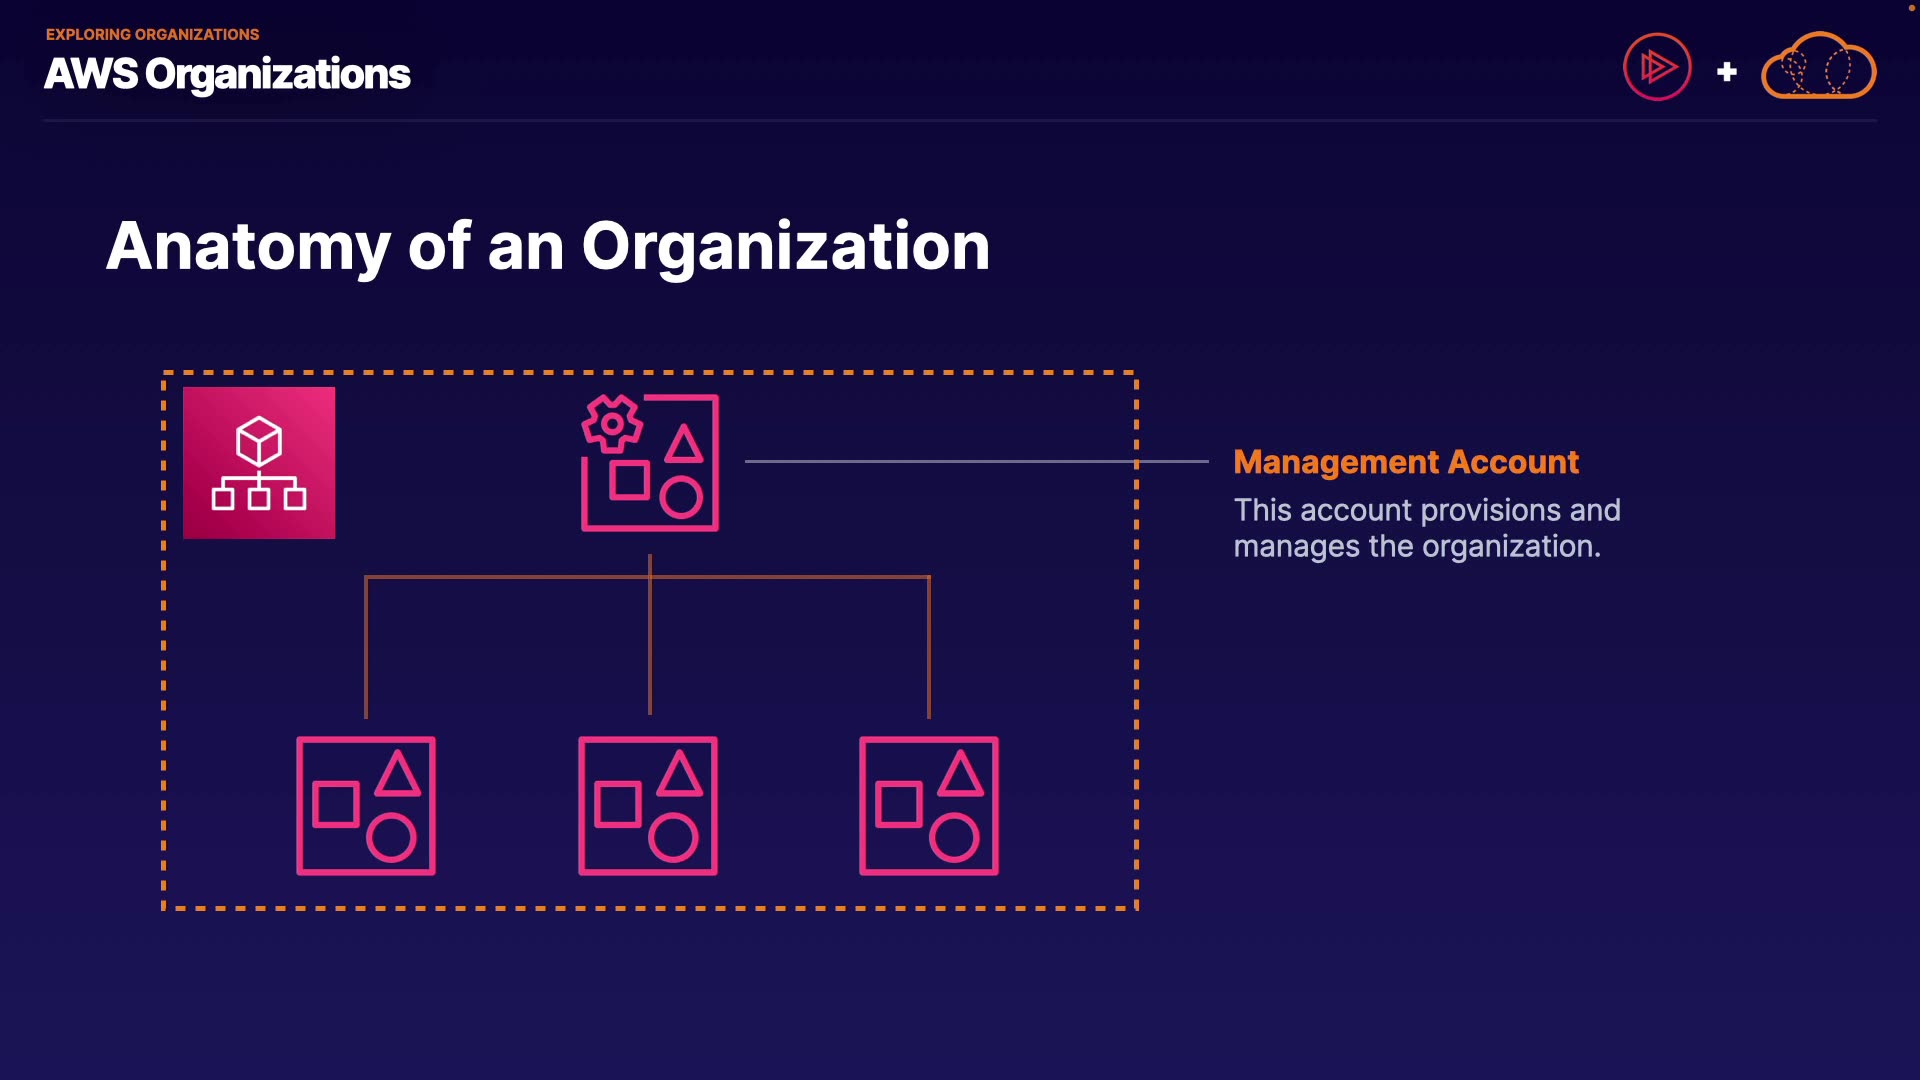 EXPLORING ORGANIZATIONS
AWS Organizations
Anatomy of an Organization
Management Account
This account provisions and
manages the organization.